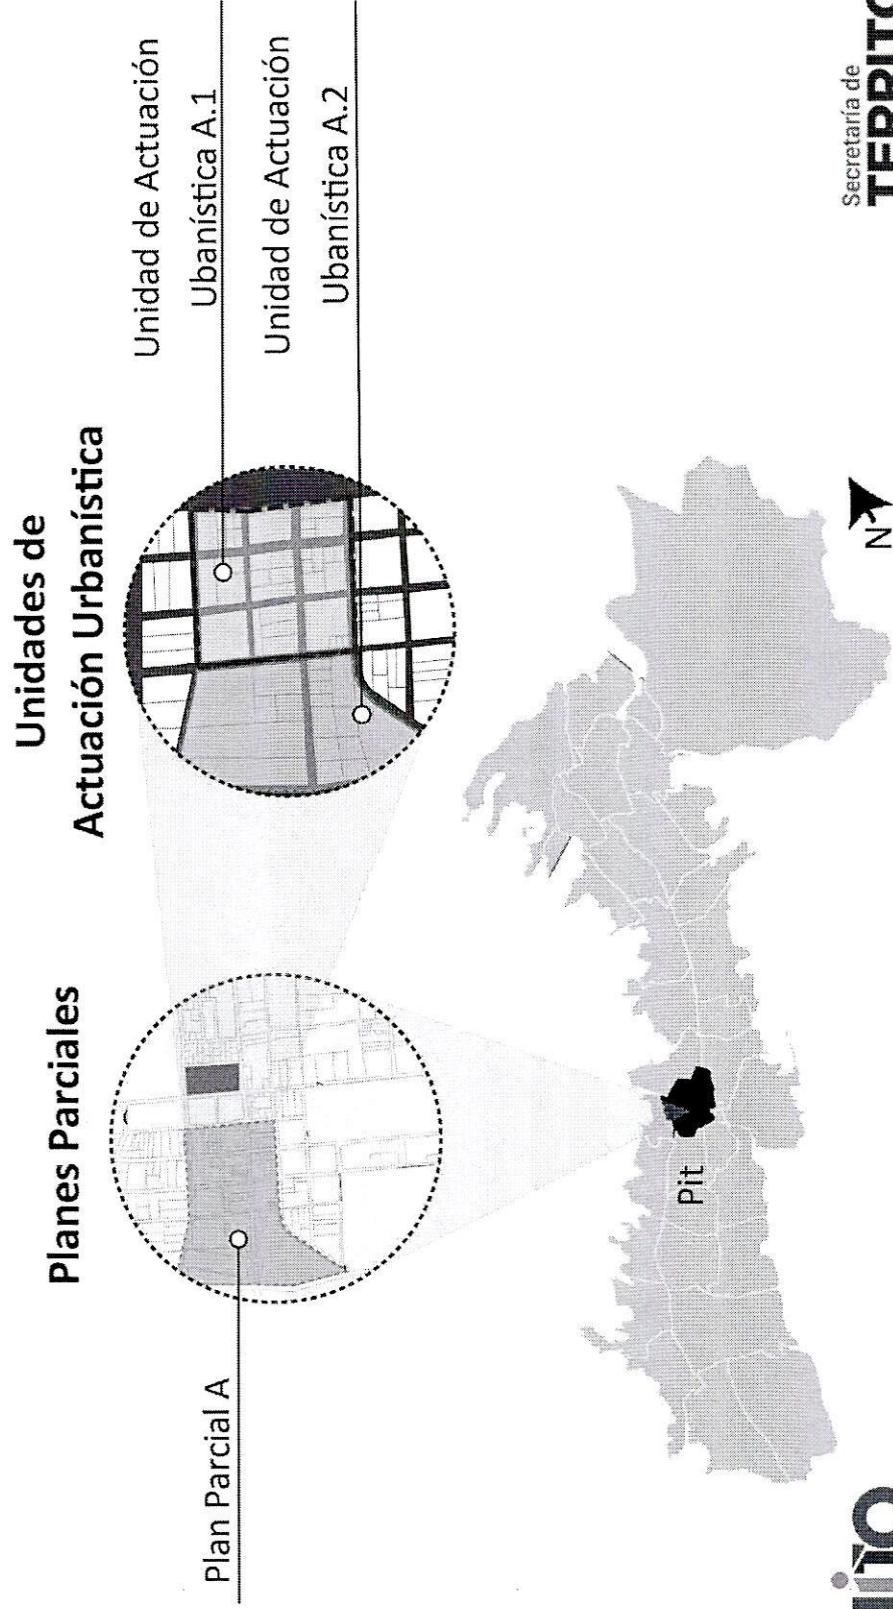 Unidades de
Actuación Urbanística
Planes Parciales
Unidad de Actuación
Ubanística A.1
Unidad de Actuación
Ubanística A.2
Plan Parcial A
Pit
N
Secretaría de